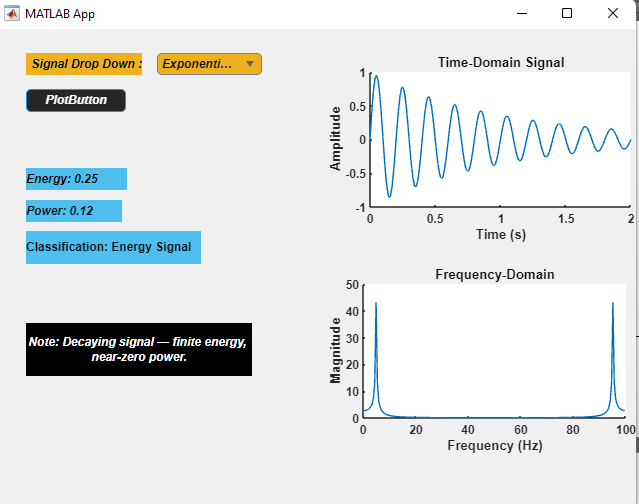 MATLAB App
Signal Drop Down :
Exponenti...
PlotButton
Energy: 0.25
Power: 0.12
Classification: Energy Signal
Note: Decaying signal — finite energy,
near-zero power.
Time-Domain Signal
Amplitude
1
0.5
0
-0.5
-1
0 0.5 1 1.5 2
Time (s)
Frequency-Domain
Magnitude
50
40
30
20
10
0
0 20 40 60 80 100
Frequency (Hz)